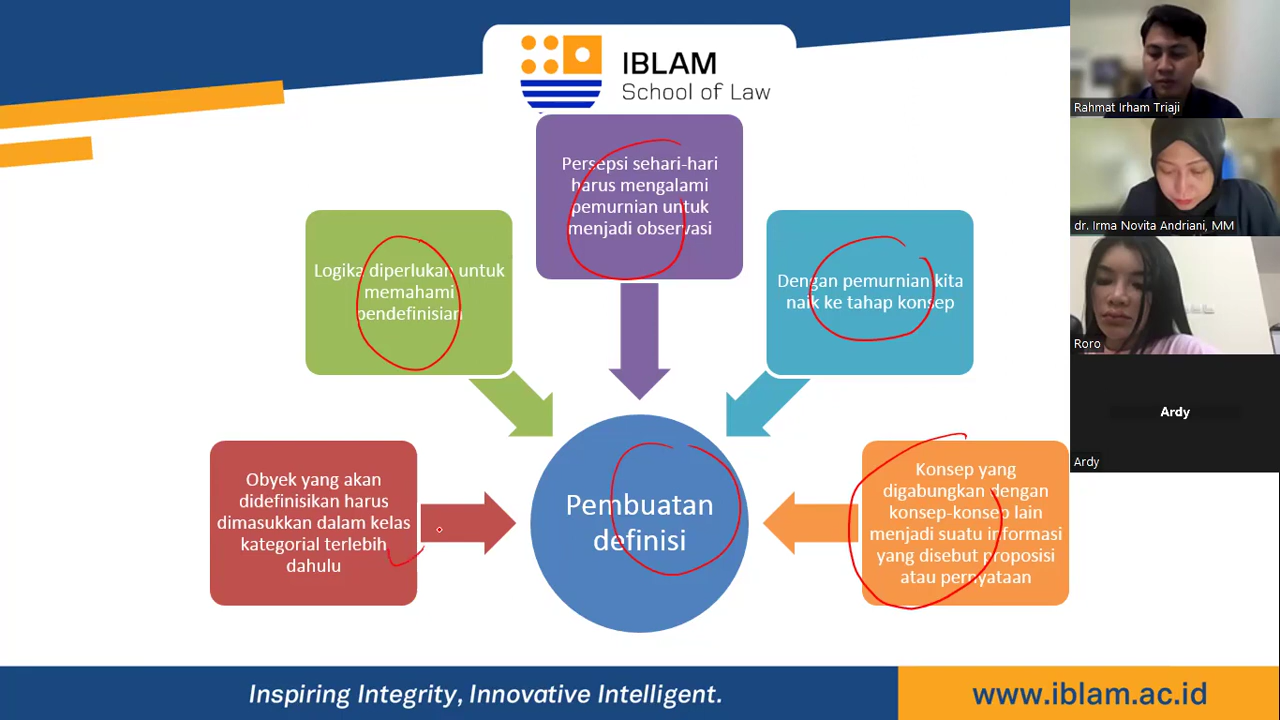 IBLAM
School of Law
Persepsi sehari-hari
harus mengalami
pemurnian untuk
menjadi observasi
Logika diperlukan untuk
memahami
pendefinisian
Dengan pemurnian kita
naik ke tahap konsep
Obyek yang akan
didefinisikan harus
dimasukkan dalam kelas
kategorial terlebih
dahulu
Pembuatan
definisi
Konsep yang
digabungkan dengan
konsep-konsep lain
menjadi suatu informasi
yang disebut proposisi
atau pernyataan
Inspiring Integrity, Innovative Intelligent.
www.iblam.ac.id
Rahmat Irham Triaji
dr. Irma Novita Andriani, MM
Roro
Ardy
Ardy